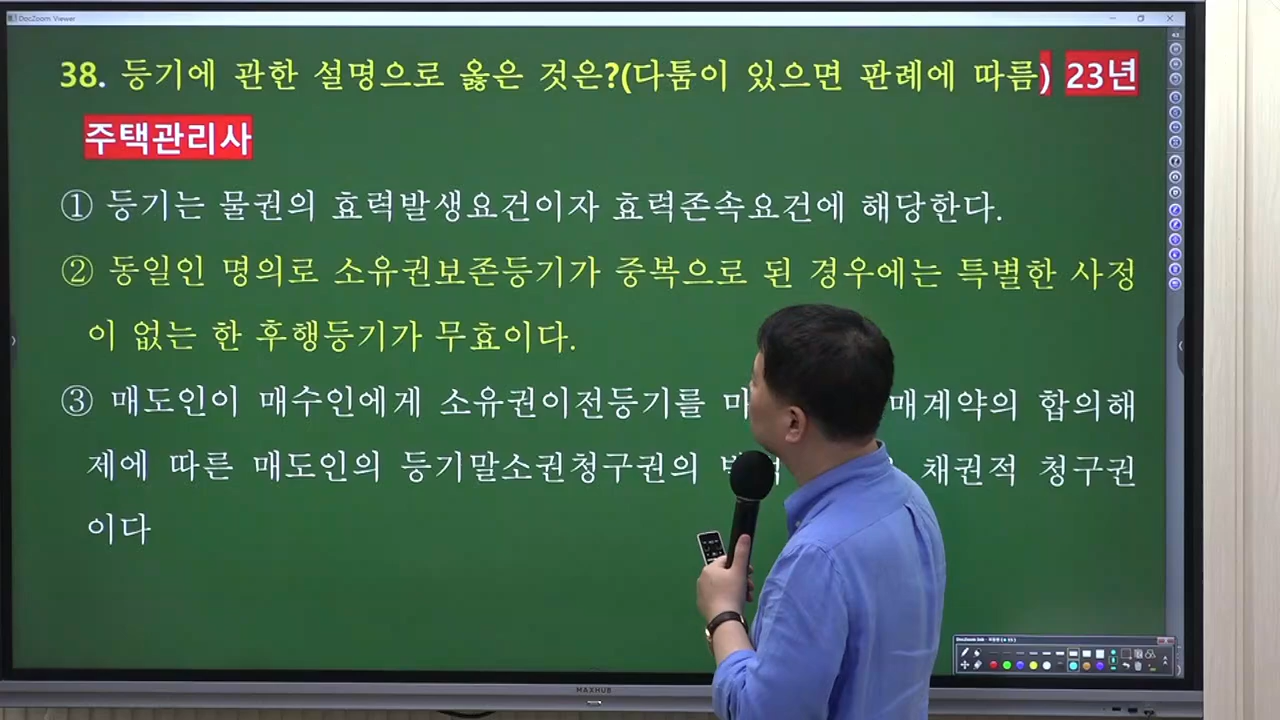 DocZoom Viewer
38. 등기에 관한 설명으로 옳은 것은?(다툼이 있으면 판례에 따름) 23년
주택관리사
① 등기는 물권의 효력발생요건이자 효력존속요건에 해당한다.
② 동일인 명의로 소유권보존등기가 중복으로 된 경우에는 특별한 사정
이 없는 한 후행등기가 무효이다.
③ 매도인이 매수인에게 소유권이전등기를 매계약의 합의해
제에 따른 매도인의 등기말소권청구권의 채권적 청구권
이다
MAXHUB